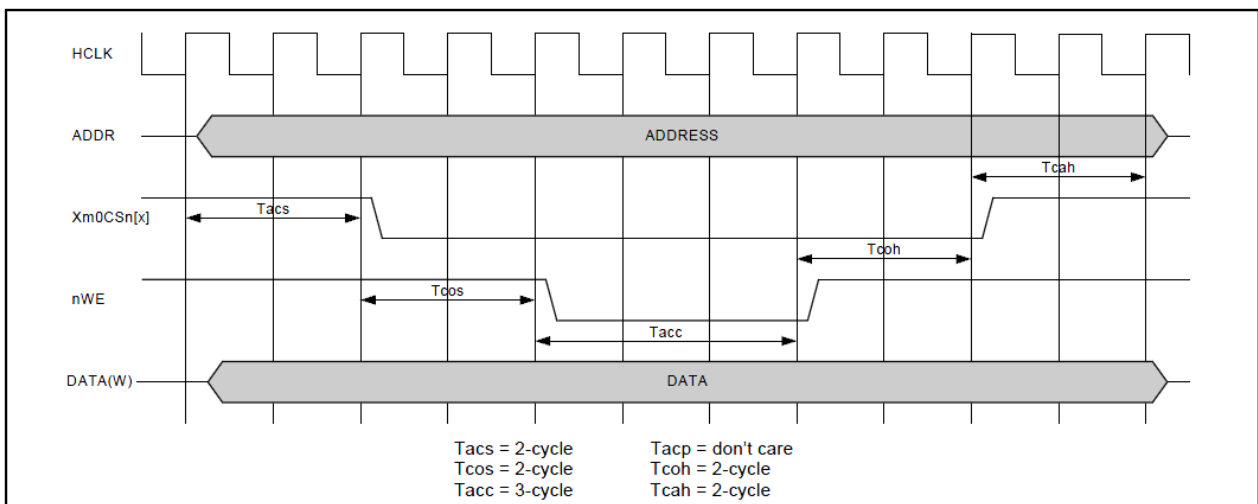 HCLK
ADDR
ADDRESS
Tcah
Xm0CSn[x]
Tacs
Tcoh
nWE
Tcos
Tacc
DATA(W)
DATA
Tacs = 2-cycle Tacp = don't care
Tcos = 2-cycle Tcoh = 2-cycle
Tacc = 3-cycle Tcah = 2-cycle